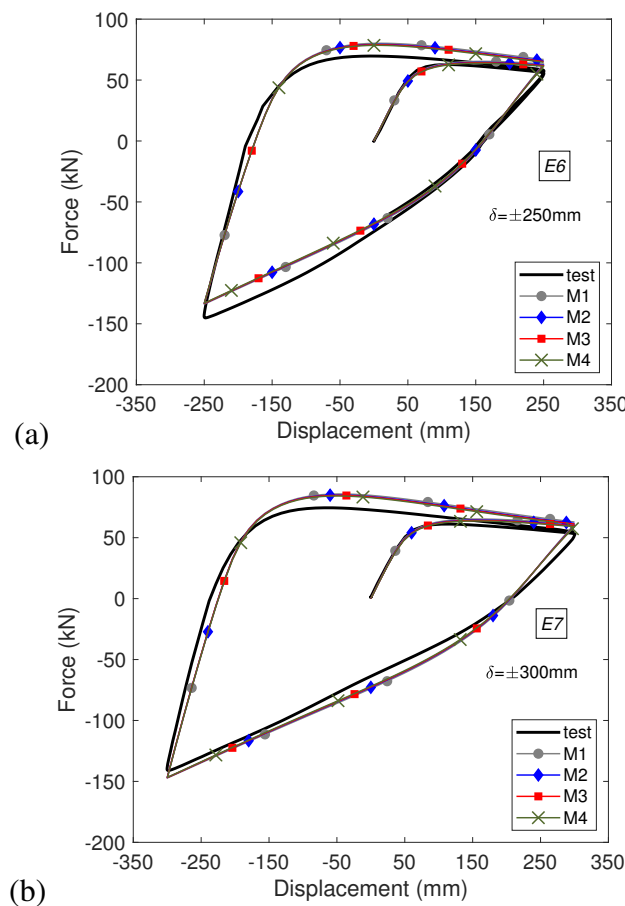 100
50
0
-50
-100
-150
-200
Force (kN)
E6
δ=±250mm
test
M1
M2
M3
M4
-350 -250 -150 -50 50 150 250 350
Displacement (mm)
(a)
100
50
0
-50
-100
-150
-200
Force (kN)
E7
δ=±300mm
test
M1
M2
M3
M4
-350 -250 -150 -50 50 150 250 350
Displacement (mm)
(b)